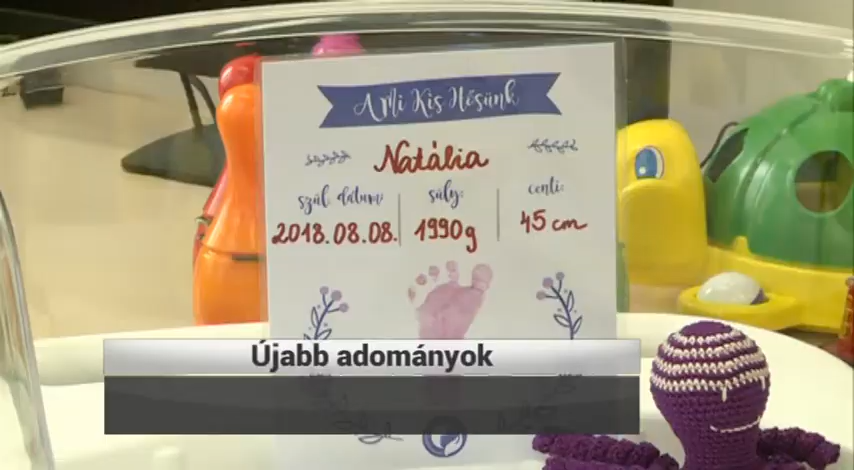 A Mi Kis Hősünk
Natália
szül. dátum: súly: centi:
2018.08.08. 1990g 45 cm
Újabb adományok